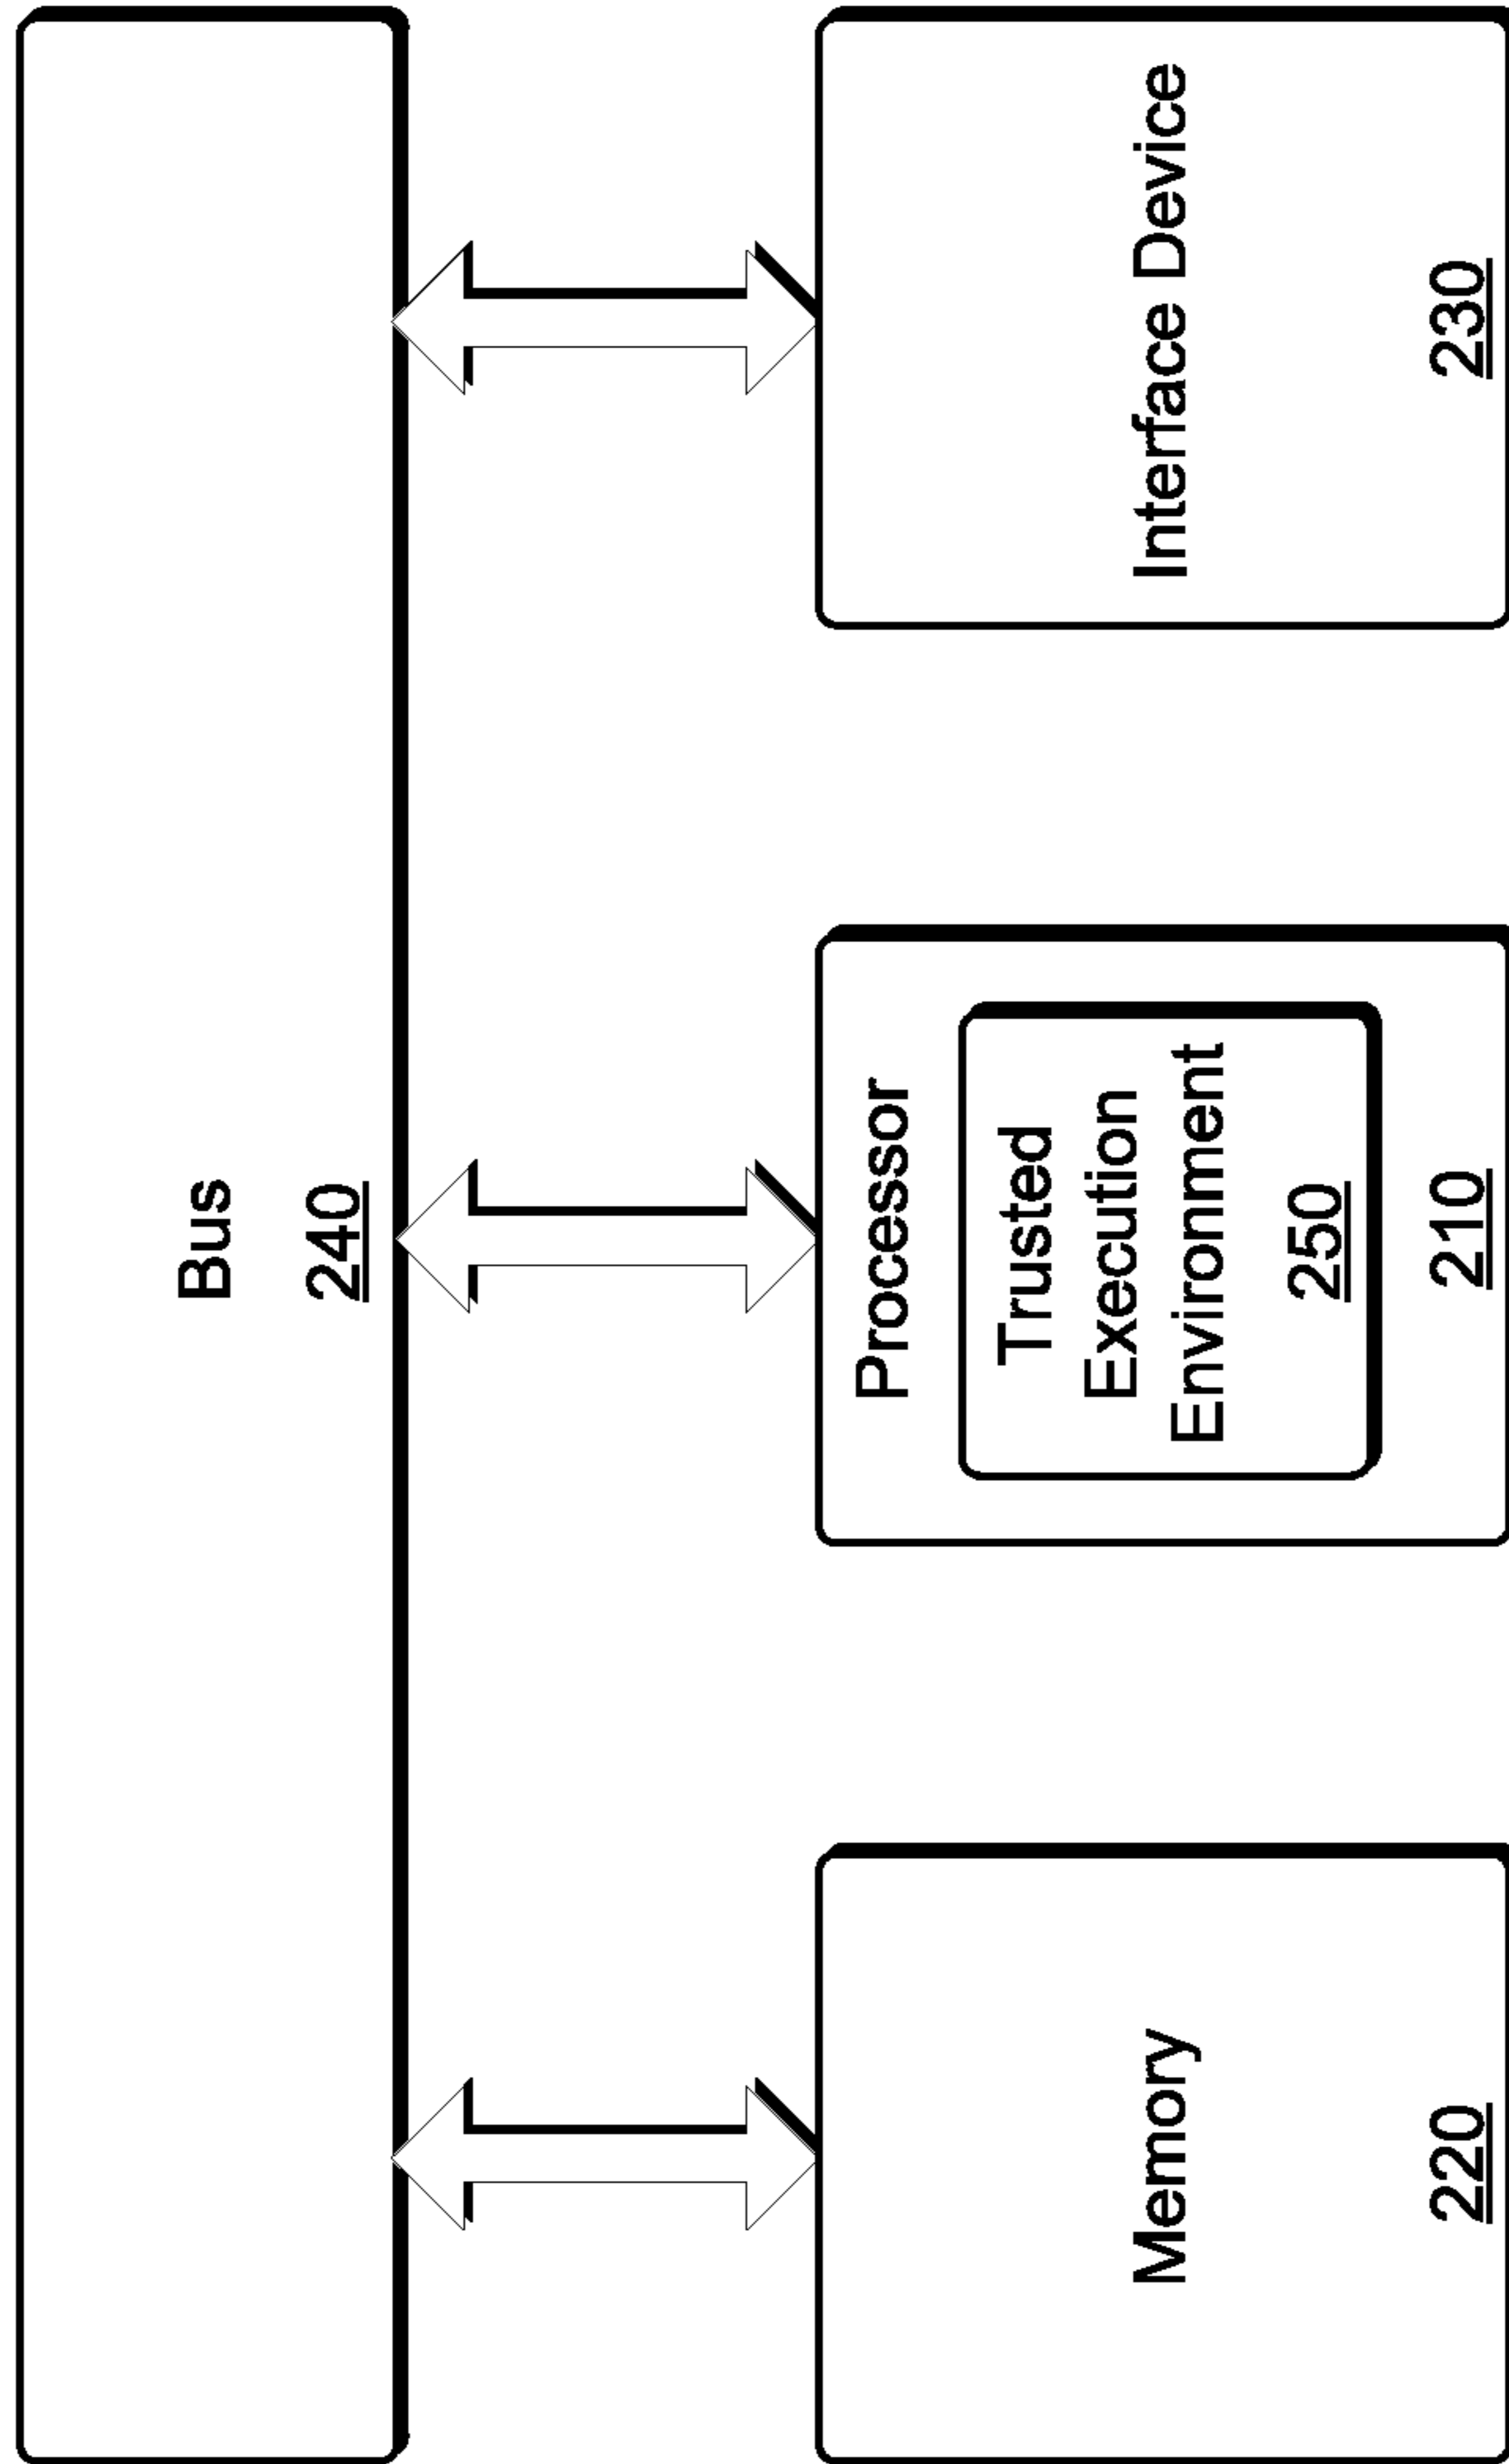 Bus
240
Memory
220
Processor
Trusted
Execution
Environment
250
210
Interface Device
230